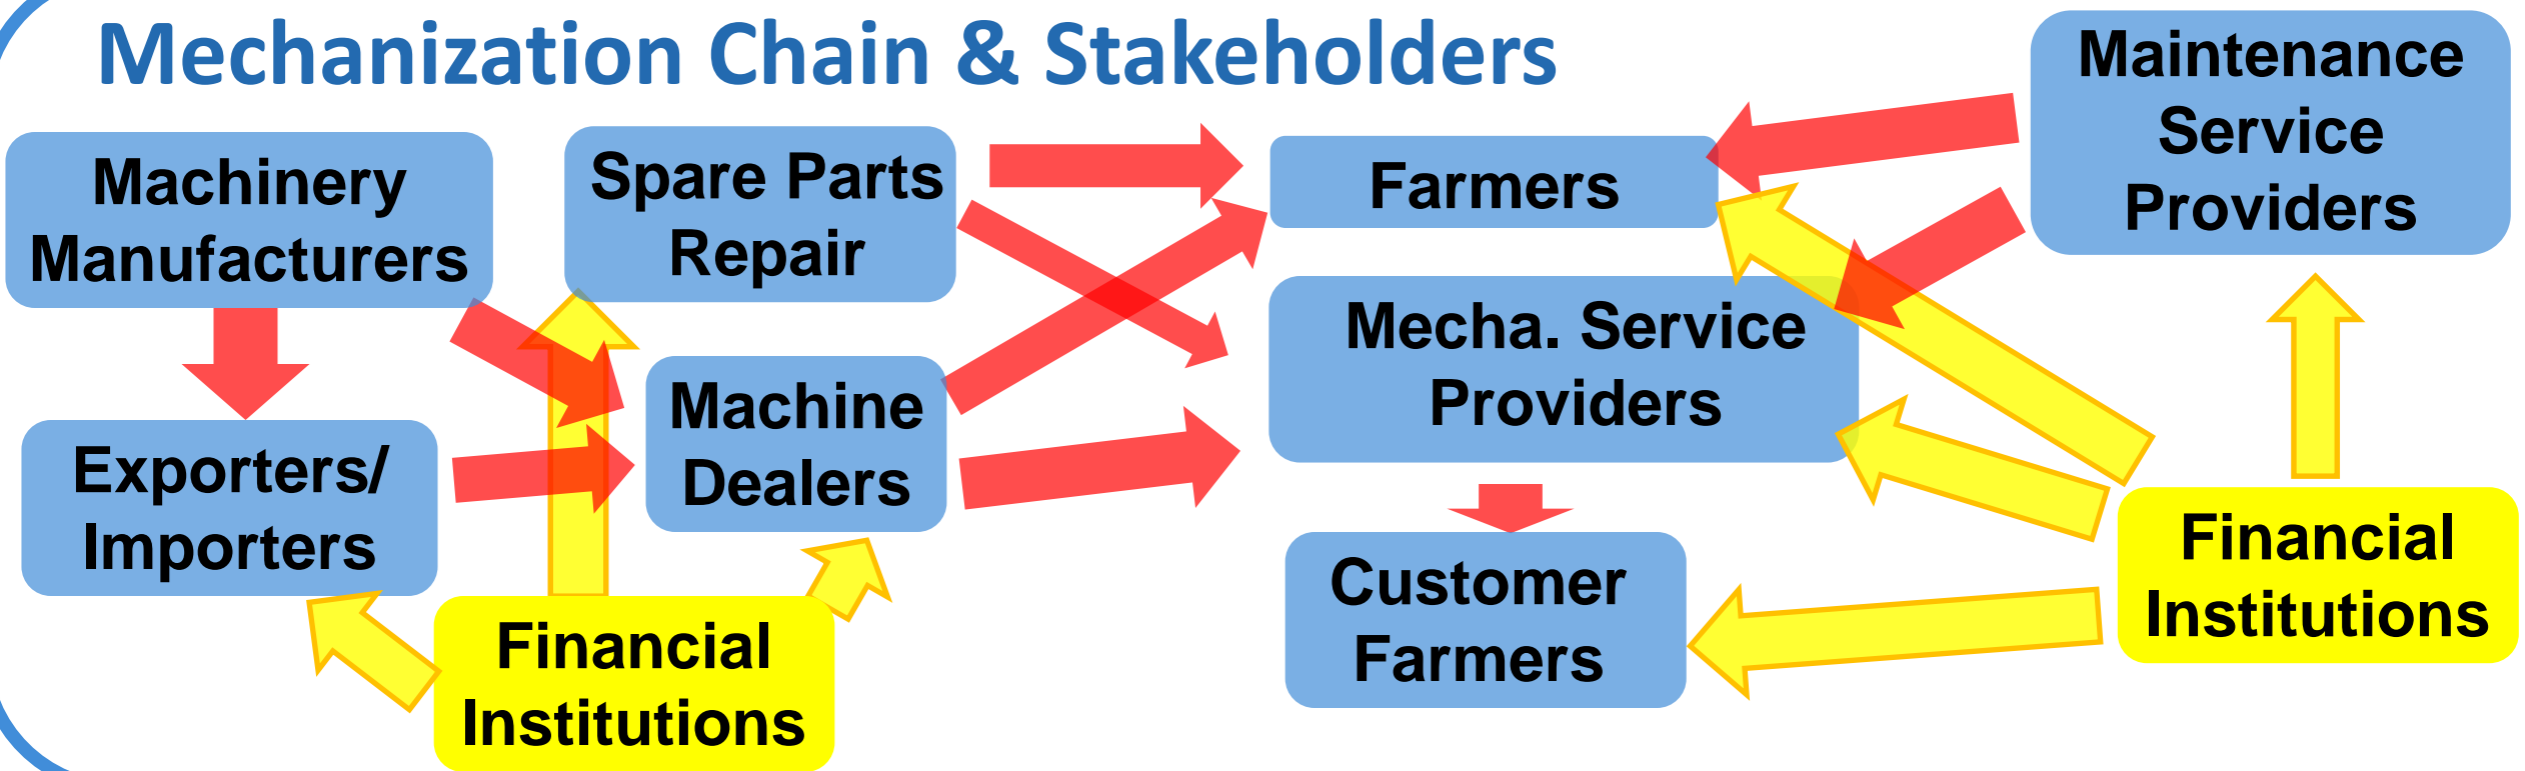 Mechanization Chain & Stakeholders
Machinery
Manufacturers
Spare Parts
Repair
Farmers
Maintenance
Service
Providers
Mecha. Service
Providers
Exporters/
Importers
Machine
Dealers
Customer
Farmers
Financial
Institutions
Financial
Institutions